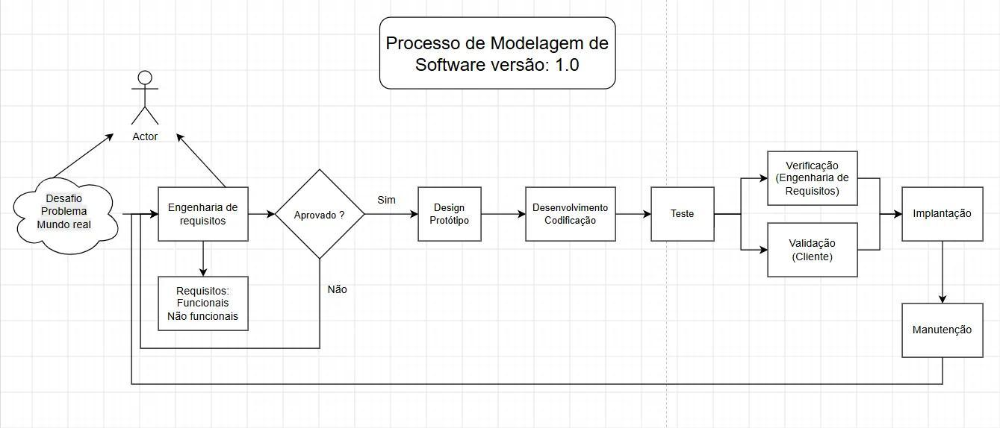 Processo de Modelagem de
Software versão: 1.0
Actor
Desafio
Problema
Mundo real
Engenharia de
requisitos
Aprovado ?
Sim
Não
Requisitos:
Funcionais
Não funcionais
Design
Protótipo
Desenvolvimento
Codificação
Teste
Verificação
(Engenharia de
Requisitos)
Validação
(Cliente)
Implantação
Manutenção